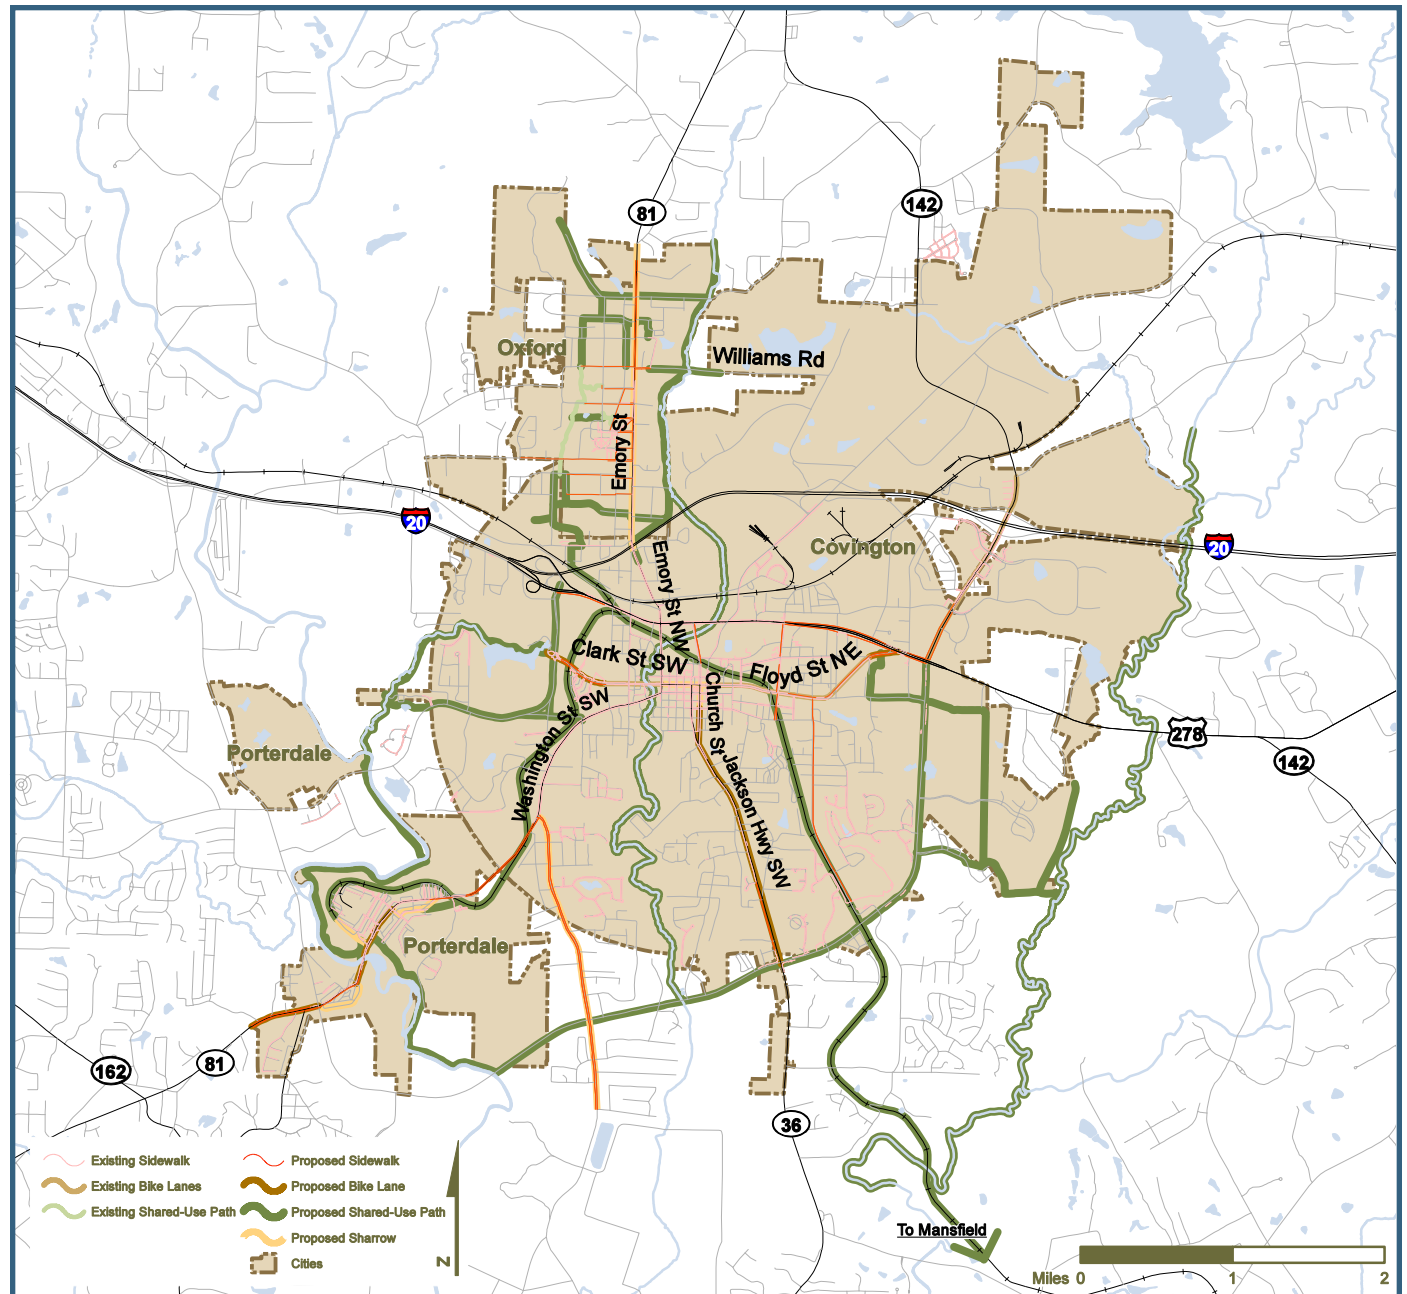 81
142
Oxford
Williams Rd
Emory St
20
Covington
20
Emory St NW
Clark St SW
Floyd St NE
Church St
Washington St SW
278
142
Porterdale
Jackson Hwy SW
Porterdale
162
81
36
Existing Sidewalk
Proposed Sidewalk
Existing Bike Lanes
Proposed Bike Lane
Existing Shared-Use Path
Proposed Shared-Use Path
Proposed Sharrow
Cities
N
To Mansfield
Miles 0 1 2